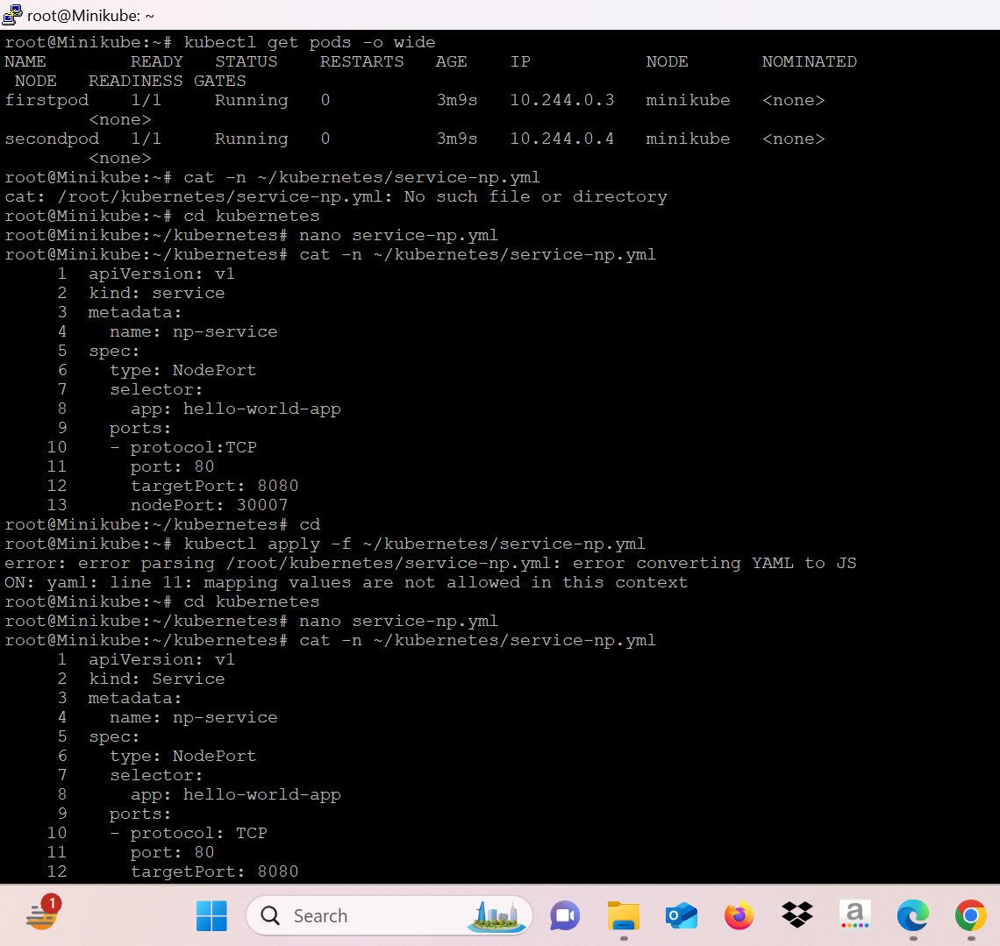 root@Minikube: ~
root@Minikube:~# kubectl get pods -o wide
NAME        READY   STATUS    RESTARTS   AGE    IP           NODE       NOMINATED
 NODE   READINESS GATES
firstpod    1/1     Running   0          3m9s   10.244.0.3   minikube   <none>
        <none>
secondpod   1/1     Running   0          3m9s   10.244.0.4   minikube   <none>
        <none>
root@Minikube:~# cat -n ~/kubernetes/service-np.yml
cat: /root/kubernetes/service-np.yml: No such file or directory
root@Minikube:~# cd kubernetes
root@Minikube:~/kubernetes# nano service-np.yml
root@Minikube:~/kubernetes# cat -n ~/kubernetes/service-np.yml
     1  apiVersion: v1
     2  kind: service
     3  metadata:
     4    name: np-service
     5  spec:
     6    type: NodePort
     7    selector:
     8      app: hello-world-app
     9    ports:
    10    - protocol:TCP
    11      port: 80
    12      targetPort: 8080
    13      nodePort: 30007
root@Minikube:~/kubernetes# cd
root@Minikube:~# kubectl apply -f ~/kubernetes/service-np.yml
error: error parsing /root/kubernetes/service-np.yml: error converting YAML to JS
ON: yaml: line 11: mapping values are not allowed in this context
root@Minikube:~# cd kubernetes
root@Minikube:~/kubernetes# nano service-np.yml
root@Minikube:~/kubernetes# cat -n ~/kubernetes/service-np.yml
     1  apiVersion: v1
     2  kind: Service
     3  metadata:
     4    name: np-service
     5  spec:
     6    type: NodePort
     7    selector:
     8      app: hello-world-app
     9    ports:
    10    - protocol: TCP
    11      port: 80
    12      targetPort: 8080
1
Search
a